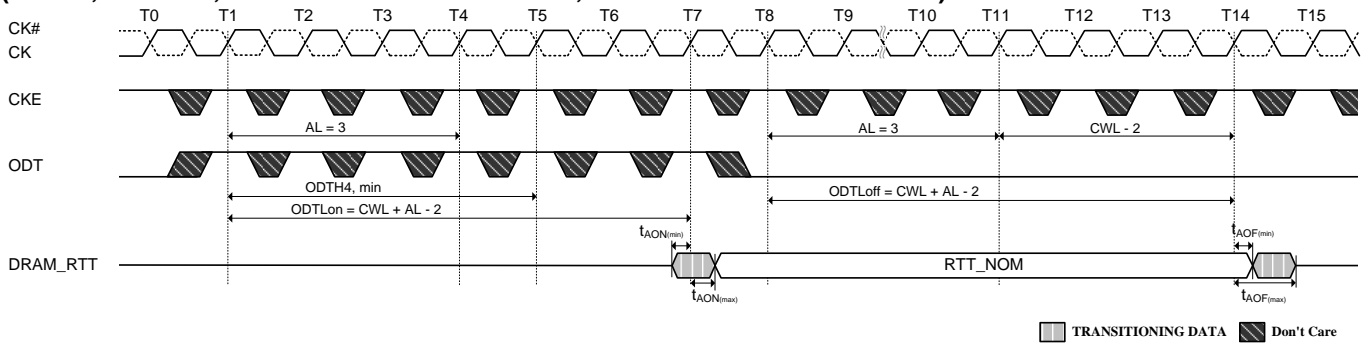 T0 T1 T2 T3 T4 T5 T6 T7 T8 T9 T10 T11 T12 T13 T14 T15
CK#
CK
CKE
AL = 3 AL = 3 CWL - 2
ODT
ODTH4, min ODTLoff = CWL + AL - 2
ODTLon = CWL + AL - 2
tAON(min) tAOF(min)
DRAM_RTT RTT_NOM
tAON(max) tAOF(max)
TRANSITIONING DATA Don't Care